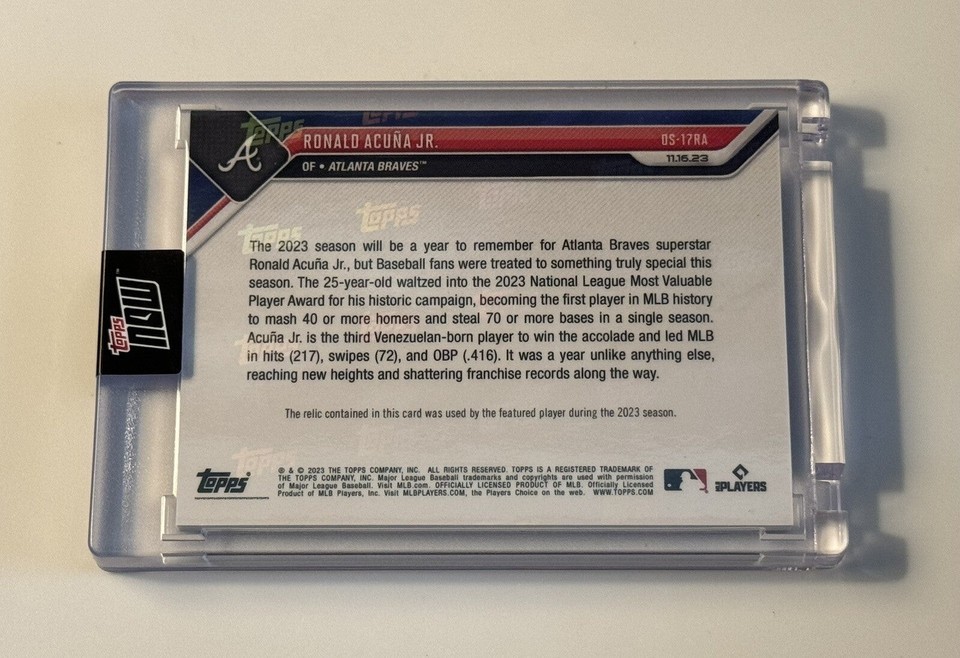 RONALD ACUÑA JR.
OS-17RA
OF • ATLANTA BRAVES™
11.16.23
topps
topps
topps
The 2023 season will be a year to remember for Atlanta Braves superstar
Ronald Acuña Jr., but Baseball fans were treated to something truly special this
season. The 25-year-old waltzed into the 2023 National League Most Valuable
Player Award for his historic campaign, becoming the first player in MLB history
to mash 40 or more homers and steal 70 or more bases in a single season.
Acuña Jr. is the third Venezuelan-born player to win the accolade and led MLB
in hits (217), swipes (72), and OBP (.416). It was a year unlike anything else,
reaching new heights and shattering franchise records along the way.
topps NOW™
The relic contained in this card was used by the featured player during the 2023 season.
topps
® & © 2023 THE TOPPS COMPANY, INC. ALL RIGHTS RESERVED. TOPPS IS A REGISTERED TRADEMARK OF
THE TOPPS COMPANY, INC. Major League Baseball trademarks and copyrights are used with permission
of Major League Baseball. Visit MLB.com. OFFICIALLY LICENSED PRODUCT OF MLB. Officially Licensed
Product of MLB Players, Inc. Visit MLBPLAYERS.COM, the Players Choice on the web. WWW.TOPPS.COM
MLB PLAYERS